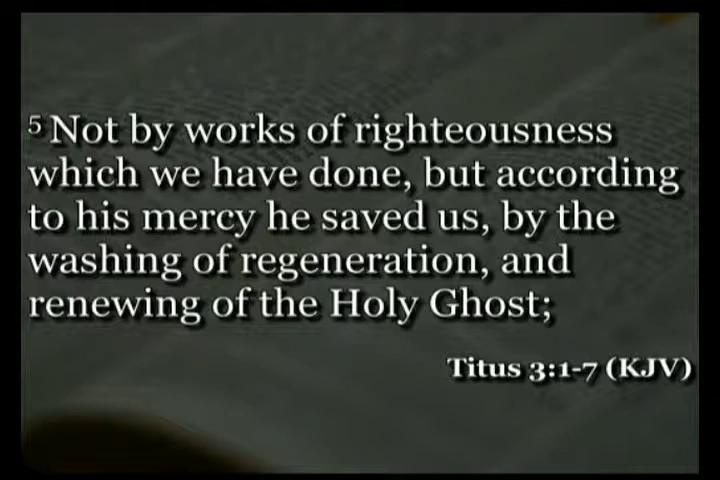 5 Not by works of righteousness
which we have done, but according
to his mercy he saved us, by the
washing of regeneration, and
renewing of the Holy Ghost;
Titus 3:1-7 (KJV)